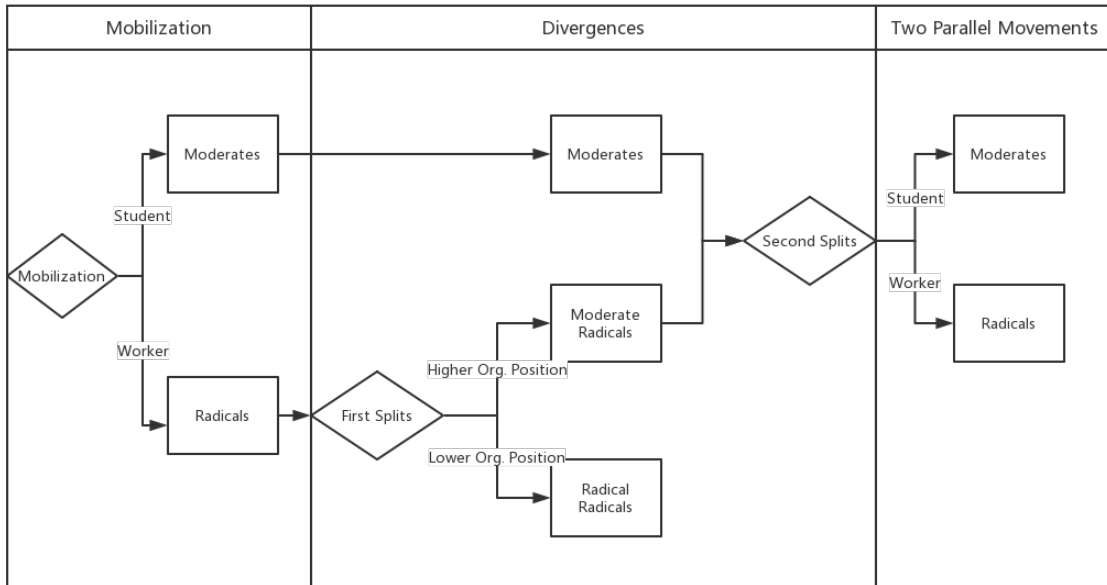 Mobilization
Divergences
Two Parallel Movements
Moderates
Moderates
Moderates
Student
Student
Second Splits
Mobilization
Worker
Moderate
Radicals
Radicals
Worker
Higher Org. Position
Radicals
First Splits
Lower Org. Position
Radical
Radicals